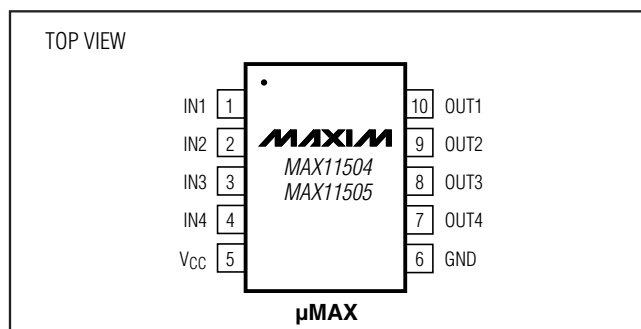 TOP VIEW
IN1 1 10 OUT1
MAXIM
IN2 2 9 OUT2
MAX11504
IN3 3 8 OUT3
MAX11505
IN4 4 7 OUT4
VCC 5 6 GND
µMAX